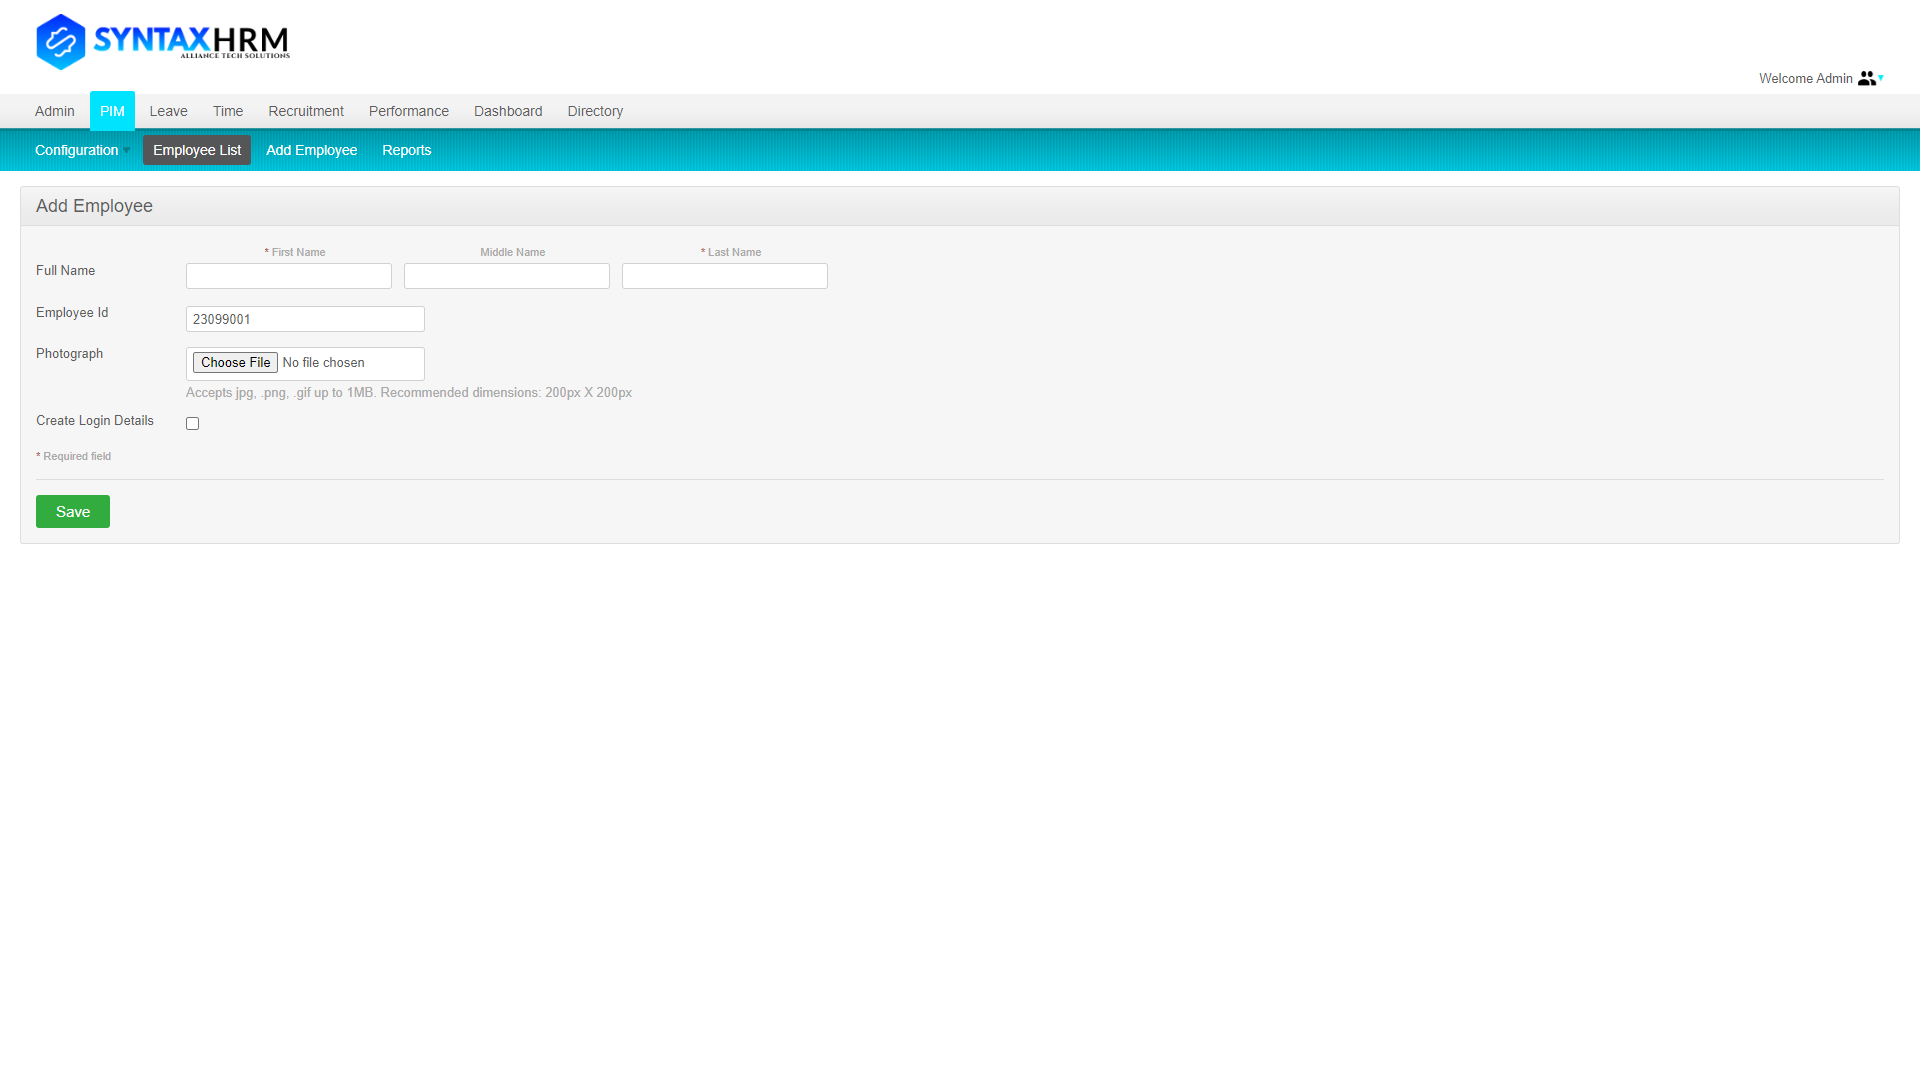 SYNTAXHRM
ALLIANCE TECH SOLUTIONS
Welcome Admin
Admin PIM Leave Time Recruitment Performance Dashboard Directory
Configuration Employee List Add Employee Reports
Add Employee
* First Name Middle Name * Last Name
Full Name
Employee Id 23099001
Photograph Choose File No file chosen
Accepts jpg, .png, .gif up to 1MB. Recommended dimensions: 200px X 200px
Create Login Details
* Required field
Save